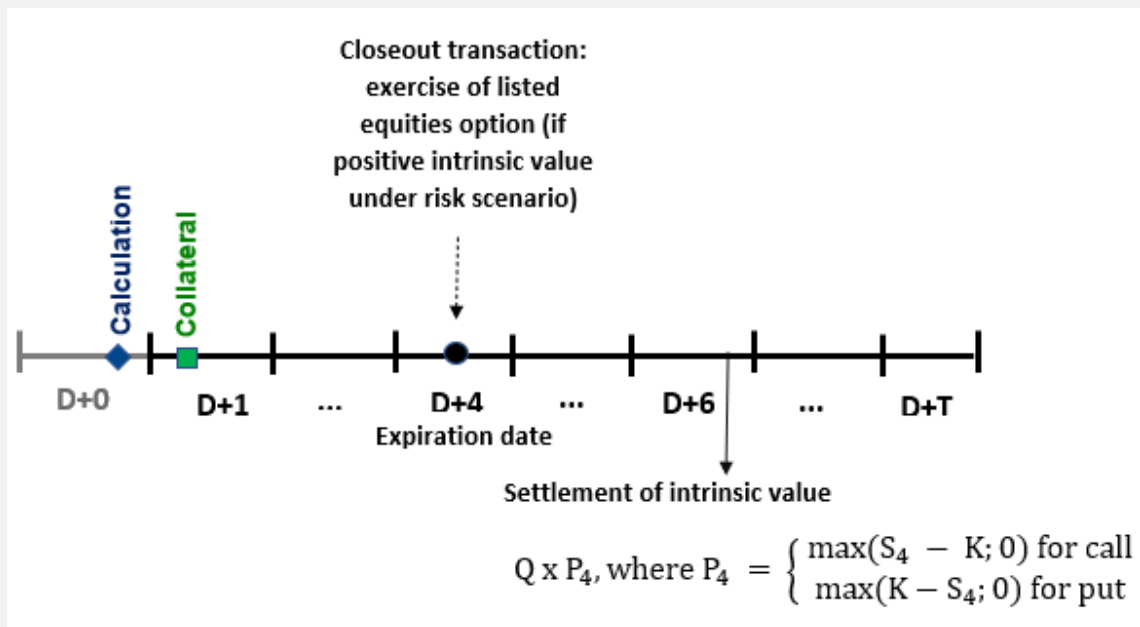 Closeout transaction:
exercise of listed
equities option (if
positive intrinsic value
under risk scenario)
Calculation
Collateral
D+0 D+1 ... D+4 ... D+6 ... D+T
Expiration date
Settlement of intrinsic value
Q x P₄, where P₄ = { max(S₄ − K; 0) for call
max(K − S₄; 0) for put